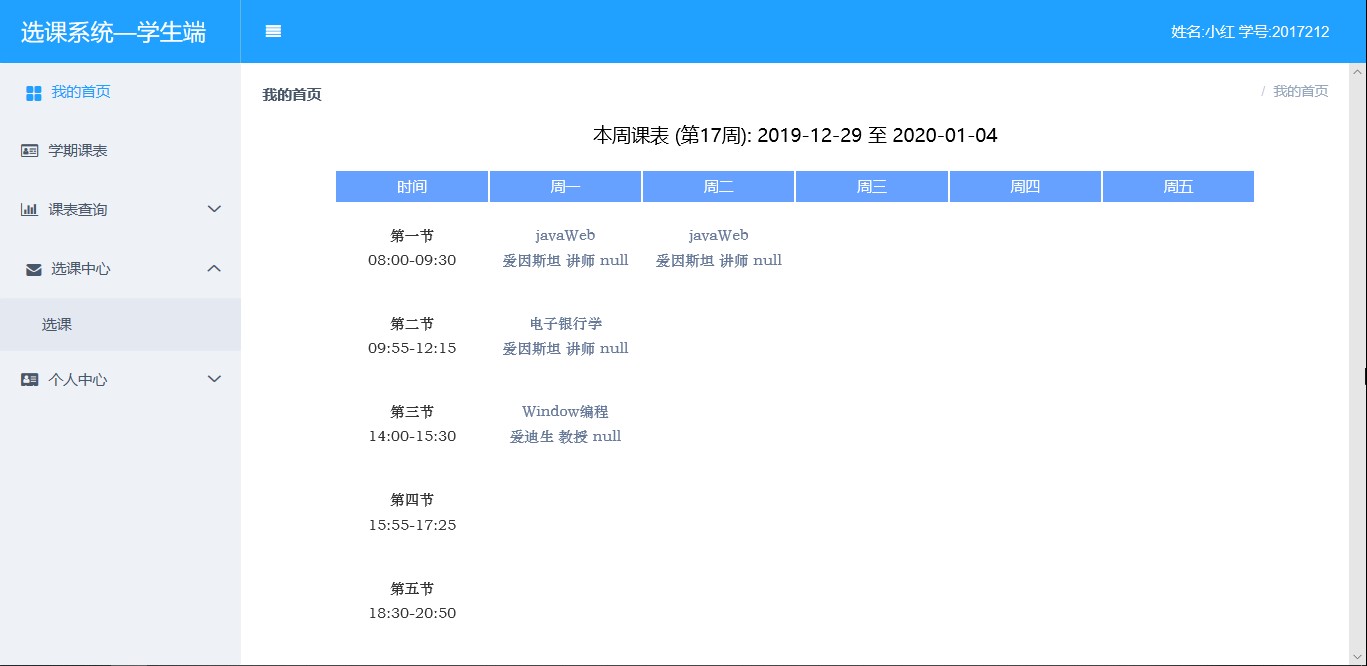 选课系统—学生端
姓名:小红 学号:2017212
我的首页
学期课表
课表查询
选课中心
选课
个人中心
我的首页
/ 我的首页
本周课表 (第17周): 2019-12-29 至 2020-01-04
时间 周一 周二 周三 周四 周五
第一节 javaWeb javaWeb
08:00-09:30 爱因斯坦 讲师 null 爱因斯坦 讲师 null
第二节 电子银行学
09:55-12:15 爱因斯坦 讲师 null
第三节 Window编程
14:00-15:30 爱迪生 教授 null
第四节
15:55-17:25
第五节
18:30-20:50